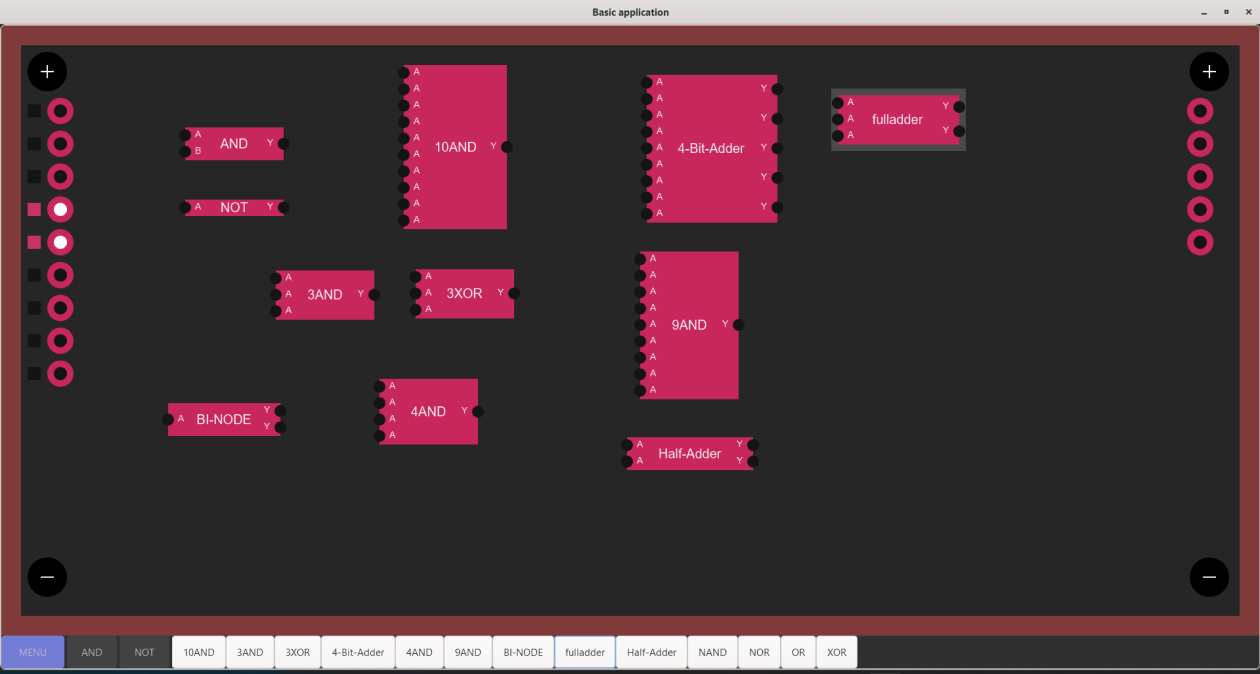 Basic application
A
AND Y
B
A NOT Y
A
A
A
A
A
10AND Y
A
A
A
A
A
A
Y
A
A
Y
A
A
4-Bit-Adder Y
A
A
Y
A
A
Y
A
Y
A fulladder
A
Y
A
A 3AND Y
A
A
A 3XOR Y
A
A
A
A
A
A 9AND Y
A
A
A
A
A BI-NODE
Y
Y
A
A
4AND Y
A
A
A Y
Half-Adder
A Y
MENU AND NOT 10AND 3AND 3XOR 4-Bit-Adder 4AND 9AND BI-NODE fulladder Half-Adder NAND NOR OR XOR